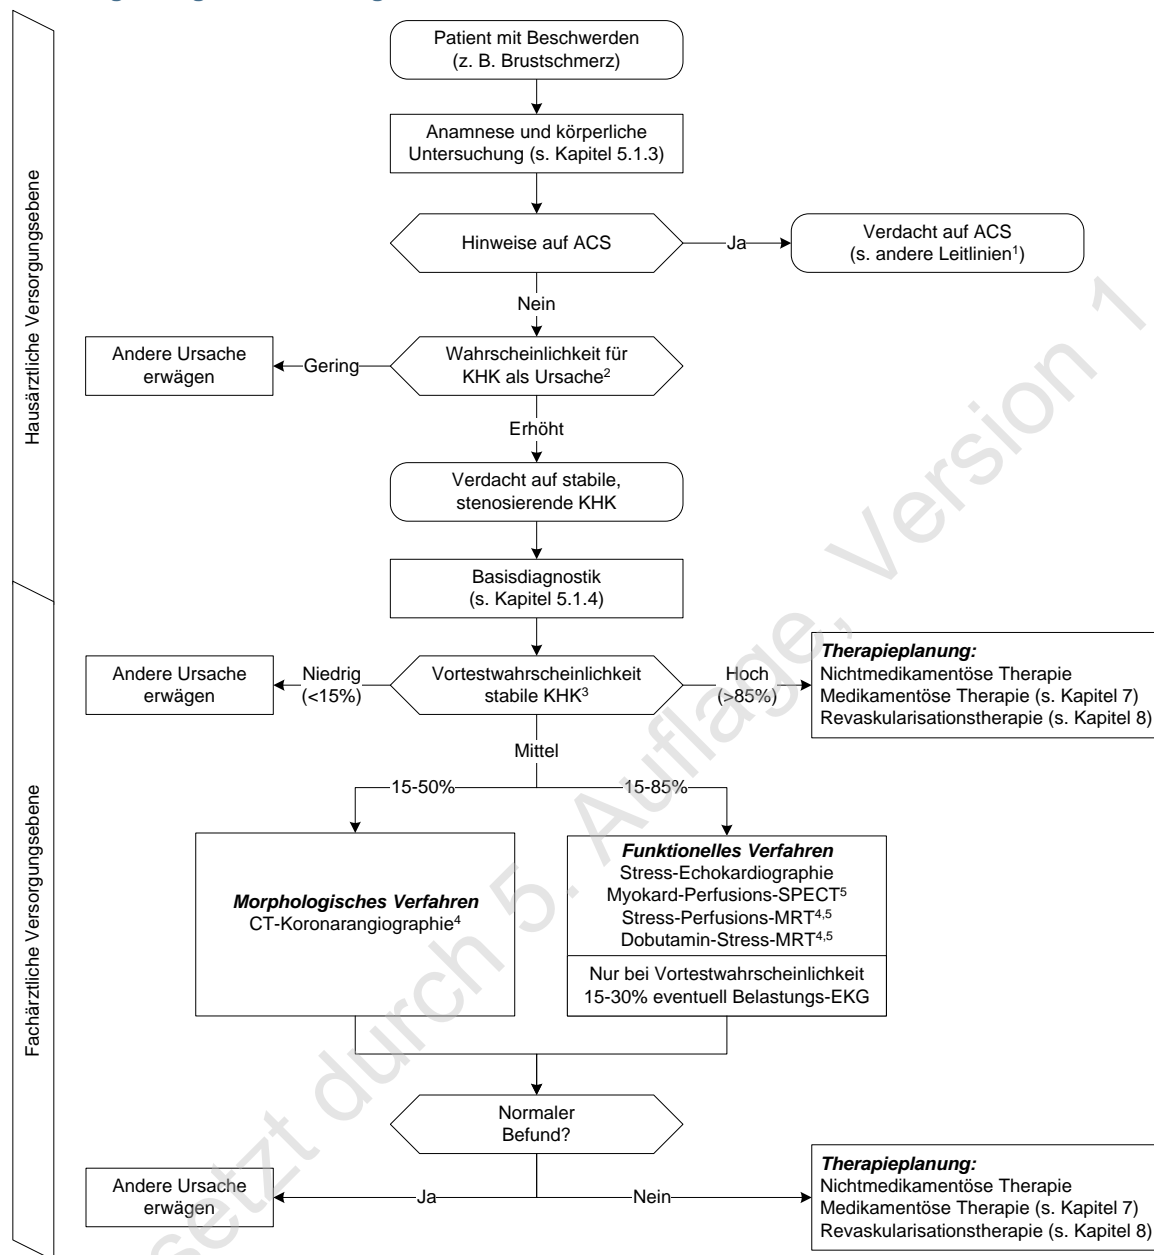 Patient mit Beschwerden
(z. B. Brustschmerz)
Anamnese und körperliche
Untersuchung (s. Kapitel 5.1.3)
Hinweise auf ACS
Ja
Verdacht auf ACS
(s. andere Leitlinien¹)
Nein
Hausärztliche Versorgungsebene
Andere Ursache
erwägen
Gering
Wahrscheinlichkeit für
KHK als Ursache²
Erhöht
Verdacht auf stabile,
stenosierende KHK
Basisdiagnostik
(s. Kapitel 5.1.4)
Andere Ursache
erwägen
Niedrig
(<15%)
Vortestwahrscheinlichkeit
stabile KHK³
Hoch
(>85%)
Therapieplanung:
Nichtmedikamentöse Therapie
Medikamentöse Therapie (s. Kapitel 7)
Revaskularisationstherapie (s. Kapitel 8)
Mittel
15-50%
15-85%
Fachärztliche Versorgungsebene
Morphologisches Verfahren
CT-Koronarangiographie⁴
Funktionelles Verfahren
Stress-Echokardiographie
Myokard-Perfusions-SPECT⁵
Stress-Perfusions-MRT⁴,⁵
Dobutamin-Stress-MRT⁴,⁵
Nur bei Vortestwahrscheinlichkeit
15-30% eventuell Belastungs-EKG
Normaler
Befund?
Andere Ursache
erwägen
Ja
Nein
Therapieplanung:
Nichtmedikamentöse Therapie
Medikamentöse Therapie (s. Kapitel 7)
Revaskularisationstherapie (s. Kapitel 8)
setzt durch 5. Auflage, Version 1